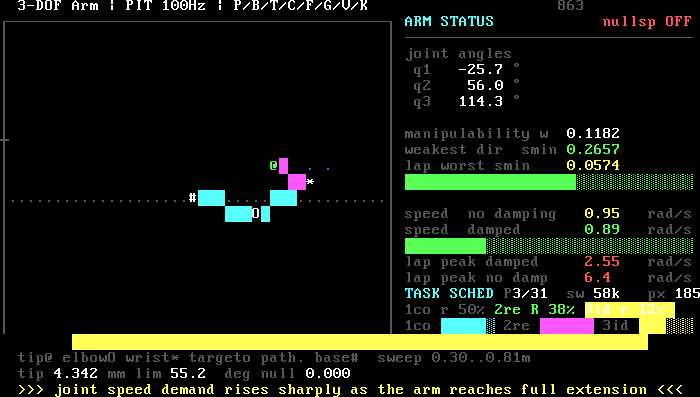 3-DOF Arm | PIT 100Hz | P/B/T/C/F/G/V/K 863
ARM STATUS nullsp OFF
joint angles
q1 -25.7 °
q2 56.0 °
q3 114.3 °
manipulability w 0.1182
weakest dir smin 0.2657
lap worst smin 0.0574
@
*
#
O
speed no damping 0.95 rad/s
speed damped 0.89 rad/s
lap peak damped 2.55 rad/s
lap peak no damp 6.4 rad/s
TASK SCHED P3/31 sw 58k px 185
1co r 50% 2re R 38% 3id r 12%
1co 2re 3id
tip@ elbowO wrist* targeto path. base# sweep 0.30..0.81m
tip 4.342 mm lim 55.2 deg null 0.000
>>> joint speed demand rises sharply as the arm reaches full extension <<<